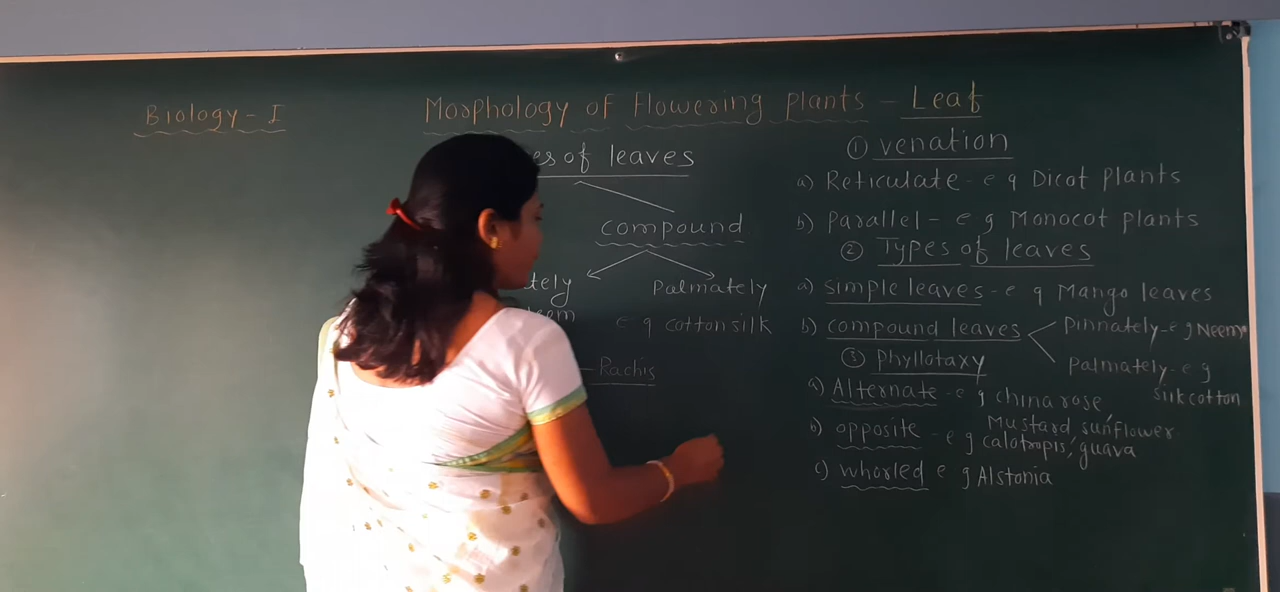 Biology - I
Morphology of Flowering plants - Leaf
es of leaves
compound
tely
Palmately
eem
e g cotton silk
- Rachis
① venation
a) Reticulate - e g Dicot plants
b) Parallel - e g Monocot plants
② Types of leaves
a) simple leaves - e g Mango leaves
b) compound leaves
Pinnately - e g Neem
Palmately - e g
silk cotton
③ Phyllotaxy
a) Alternate - e g china rose
Mustard, sunflower
b) opposite - e g calotropis, guava
c) whorled e g Alstonia